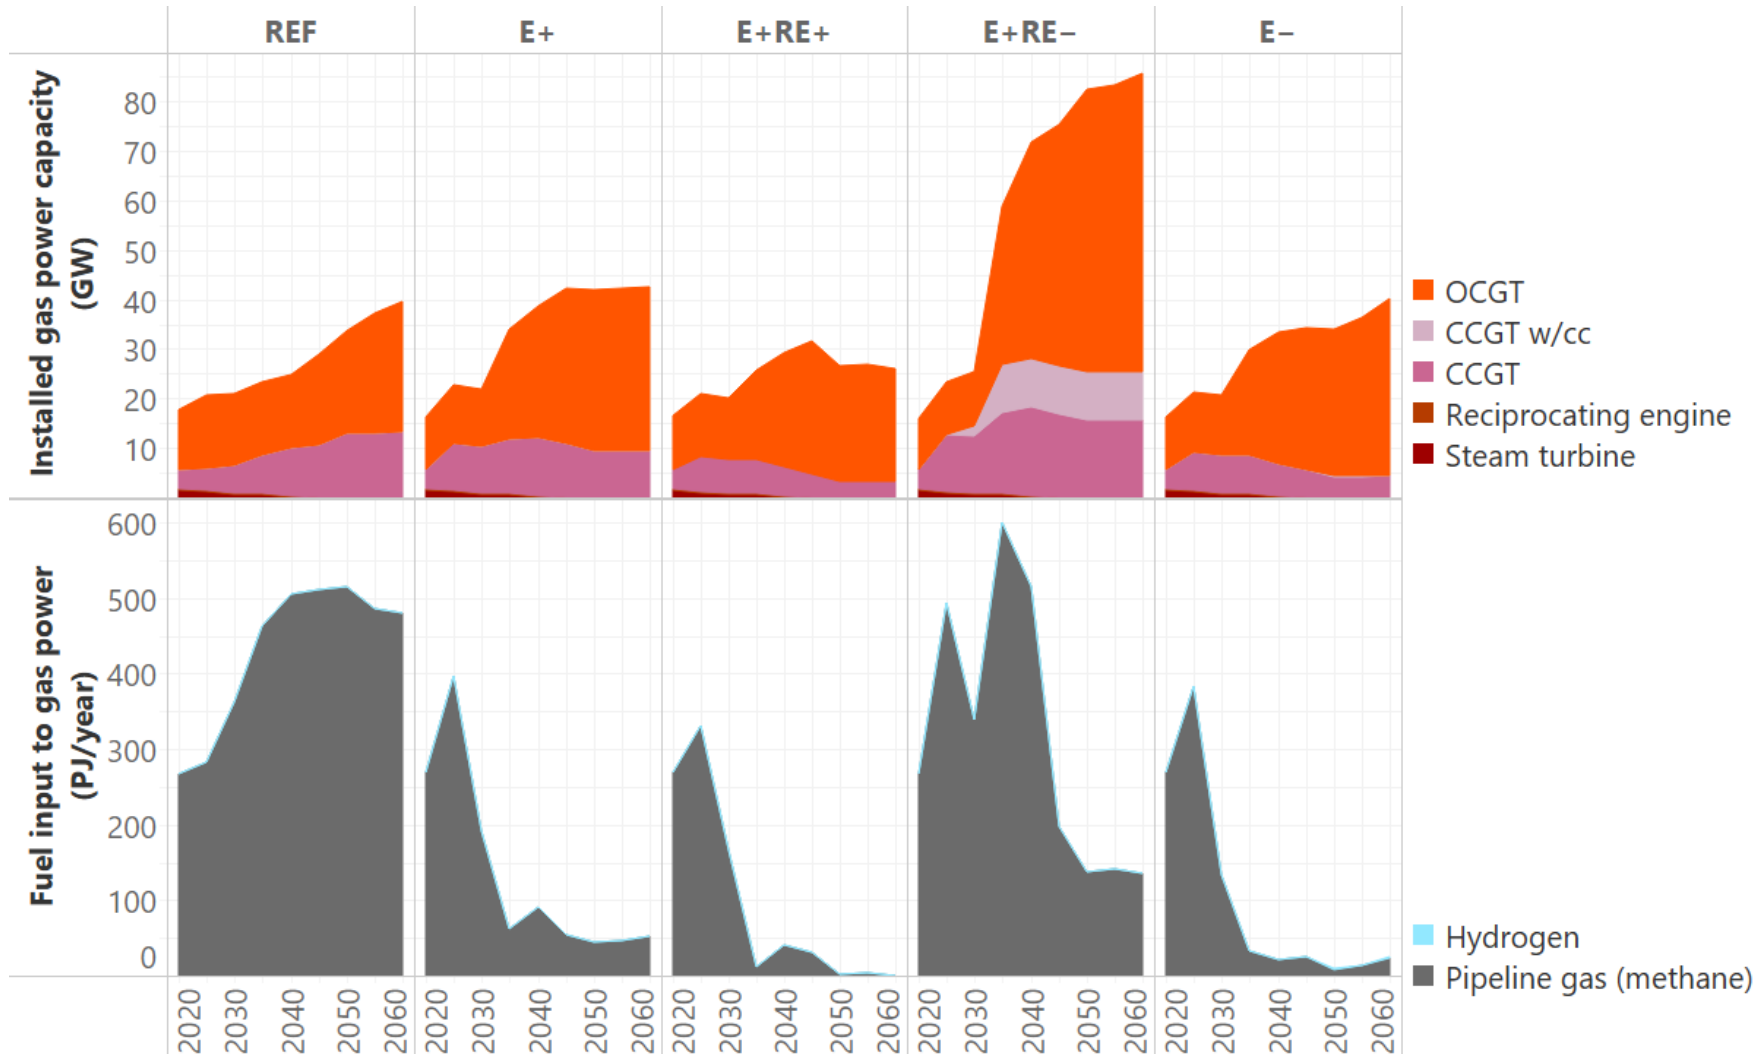 REF E+ E+RE+ E+RE− E−
Installed gas power capacity
(GW)
80
70
60
50
40
30
20
10
OCGT
CCGT w/cc
CCGT
Reciprocating engine
Steam turbine
Fuel input to gas power
(PJ/year)
600
500
400
300
200
100
0
Hydrogen
Pipeline gas (methane)
2020 2030 2040 2050 2060 2020 2030 2040 2050 2060 2020 2030 2040 2050 2060 2020 2030 2040 2050 2060 2020 2030 2040 2050 2060